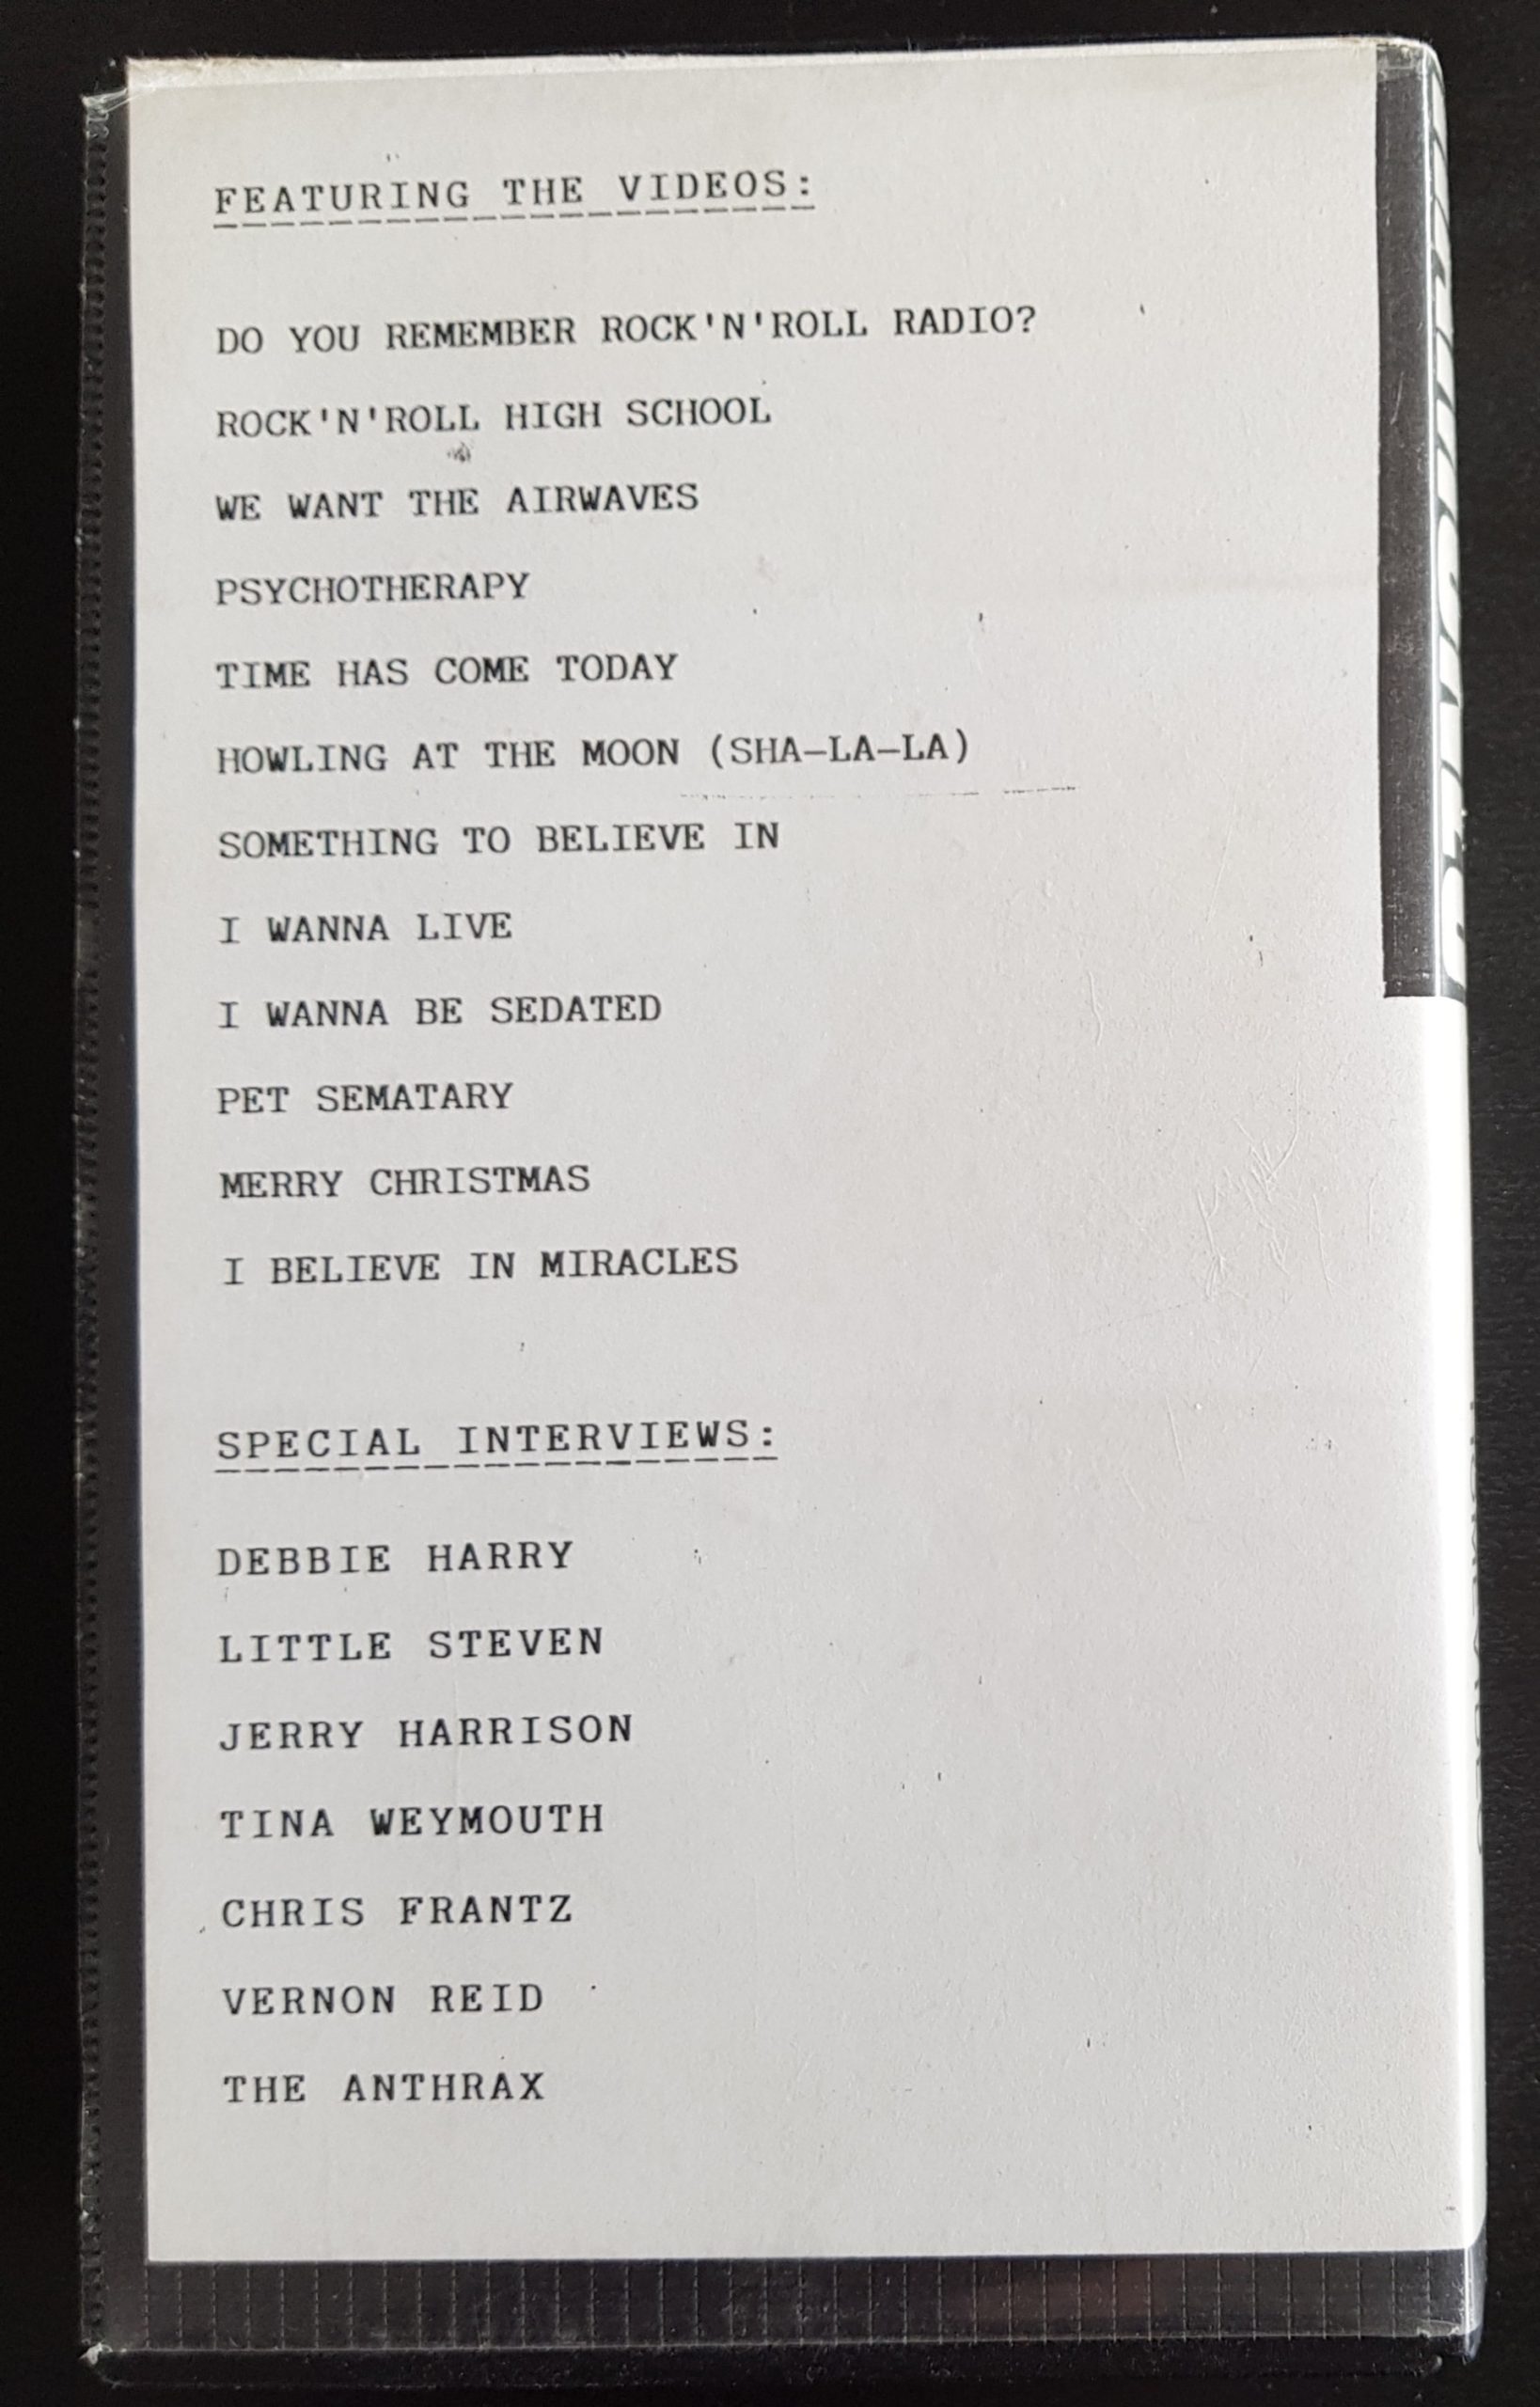 FEATURING THE VIDEOS:
DO YOU REMEMBER ROCK'N'ROLL RADIO?
ROCK'N'ROLL HIGH SCHOOL
WE WANT THE AIRWAVES
PSYCHOTHERAPY
TIME HAS COME TODAY
HOWLING AT THE MOON (SHA-LA-LA)
SOMETHING TO BELIEVE IN
I WANNA LIVE
I WANNA BE SEDATED
PET SEMATARY
MERRY CHRISTMAS
I BELIEVE IN MIRACLES
SPECIAL INTERVIEWS:
DEBBIE HARRY
LITTLE STEVEN
JERRY HARRISON
TINA WEYMOUTH
CHRIS FRANTZ
VERNON REID
THE ANTHRAX